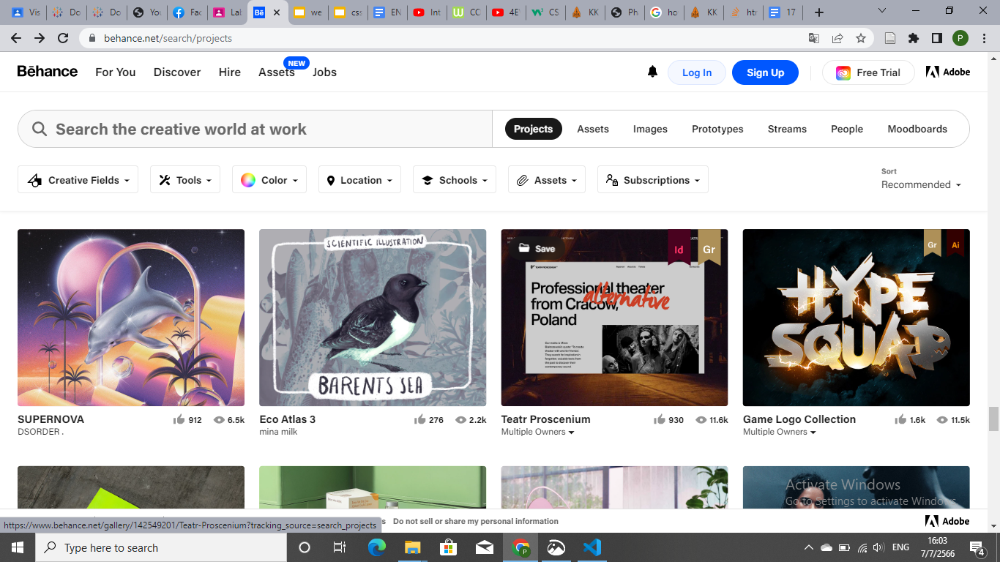 Vis
Do
Do
You
Fac
Lab
Bē
we
css
EN
Int
CC
4E
CS
KK
Ph
ho
KK
htr
17
behance.net/search/projects
P
Bēhance
For You
Discover
Hire
Assets
NEW
Jobs
Log In
Sign Up
Free Trial
Adobe
Search the creative world at work
Projects
Assets
Images
Prototypes
Streams
People
Moodboards
Creative Fields
Tools
Color
Location
Schools
Assets
Subscriptions
Sort
Recommended
SCIENTIFIC ILLUSTRATION
BARENTS SEA
Save
Id
Gr
TEATR PROSCENIUM
Professional theater
from Cracow,
Poland
alternative
Gr
Ai
HYPE
SQUAD
SUPERNOVA
912
6.5k
DSORDER .
Eco Atlas 3
276
2.2k
mina milk
Teatr Proscenium
930
11.6k
Multiple Owners
Game Logo Collection
1.6k
11.5k
Multiple Owners
Activate Windows
Go to Settings to activate Windows.
https://www.behance.net/gallery/142549201/Teatr-Proscenium?tracking_source=search_projects
Do not sell or share my personal information
Adobe
Type here to search
P
ENG
16:03
7/7/2566
4